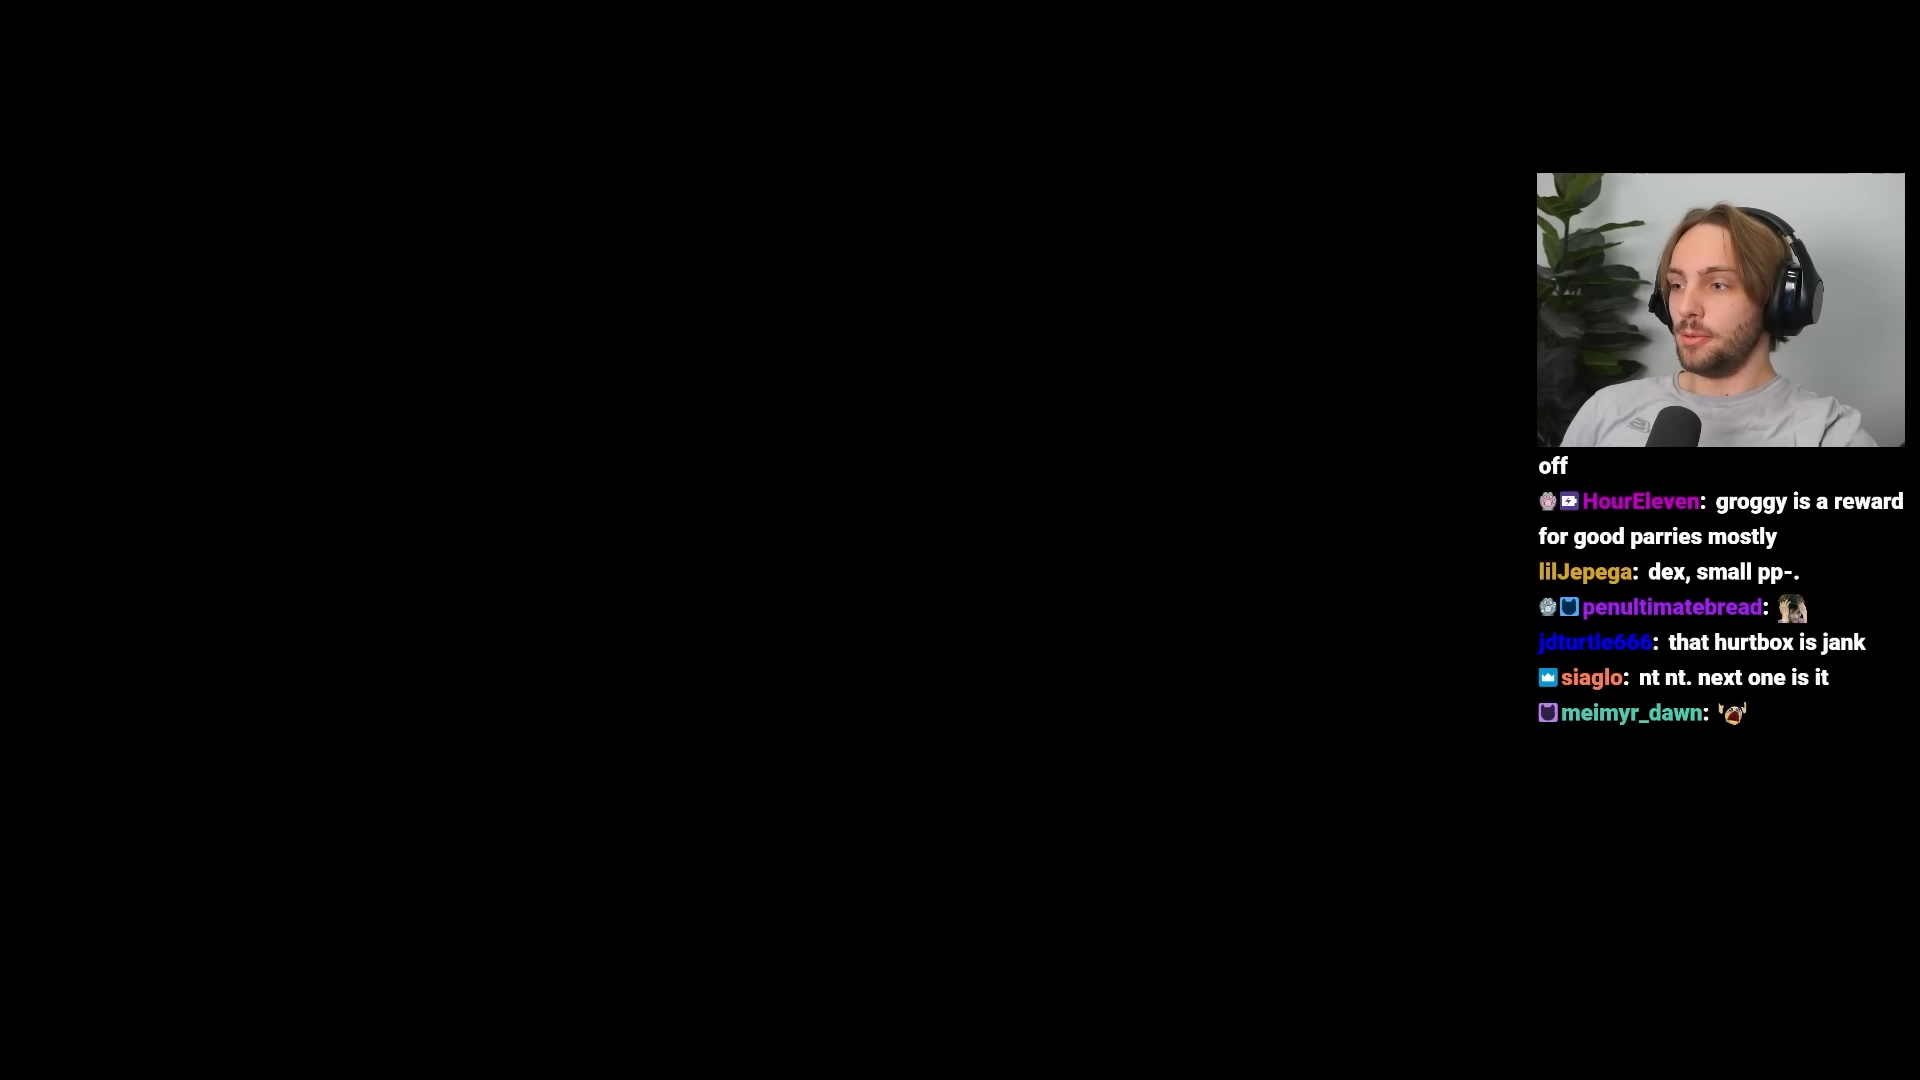 off
HourEleven: groggy is a reward
for good parries mostly
lilJepega: dex, small pp-.
penultimatebread:
jdturtle666: that hurtbox is jank
siaglo: nt nt. next one is it
meimyr_dawn: